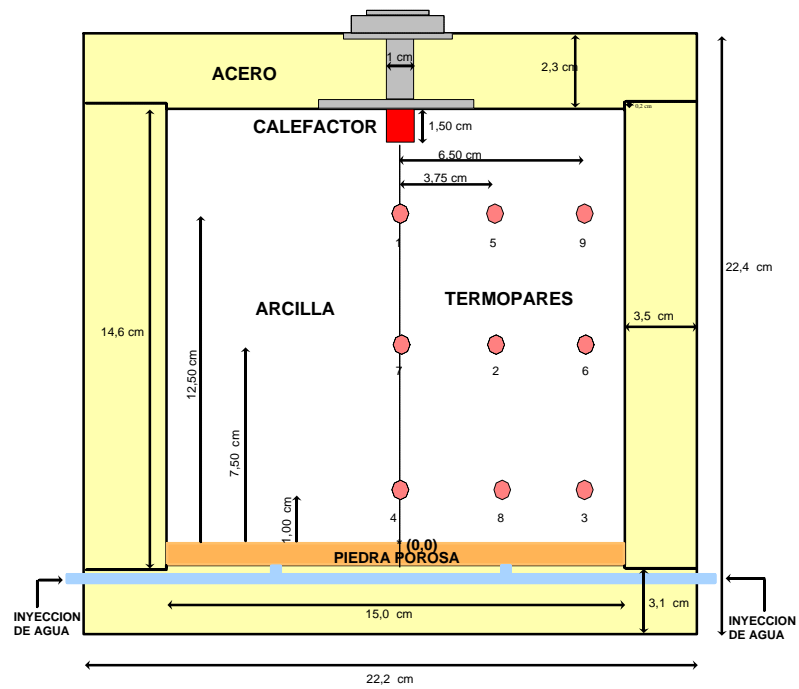 1 cm
2,3 cm
ACERO
0,2 cm
CALEFACTOR
1,50 cm
6,50 cm
3,75 cm
1
5
9
22,4 cm
ARCILLA
TERMOPARES
3,5 cm
14,6 cm
12,50 cm
7
2
6
7,50 cm
1,00 cm
4
8
3
(0,0)
PIEDRA POROSA
INYECCION
DE AGUA
15,0 cm
3,1 cm
INYECCION
DE AGUA
22,2 cm